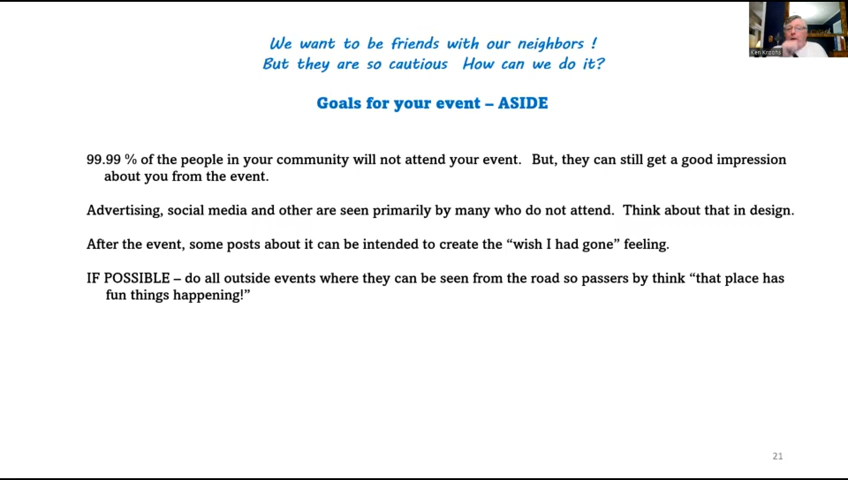 We want to be friends with our neighbors !
But they are so cautious How can we do it?
Goals for your event – ASIDE
99.99 % of the people in your community will not attend your event. But, they can still get a good impression
about you from the event.
Advertising, social media and other are seen primarily by many who do not attend. Think about that in design.
After the event, some posts about it can be intended to create the “wish I had gone” feeling.
IF POSSIBLE – do all outside events where they can be seen from the road so passers by think “that place has
fun things happening!”
21